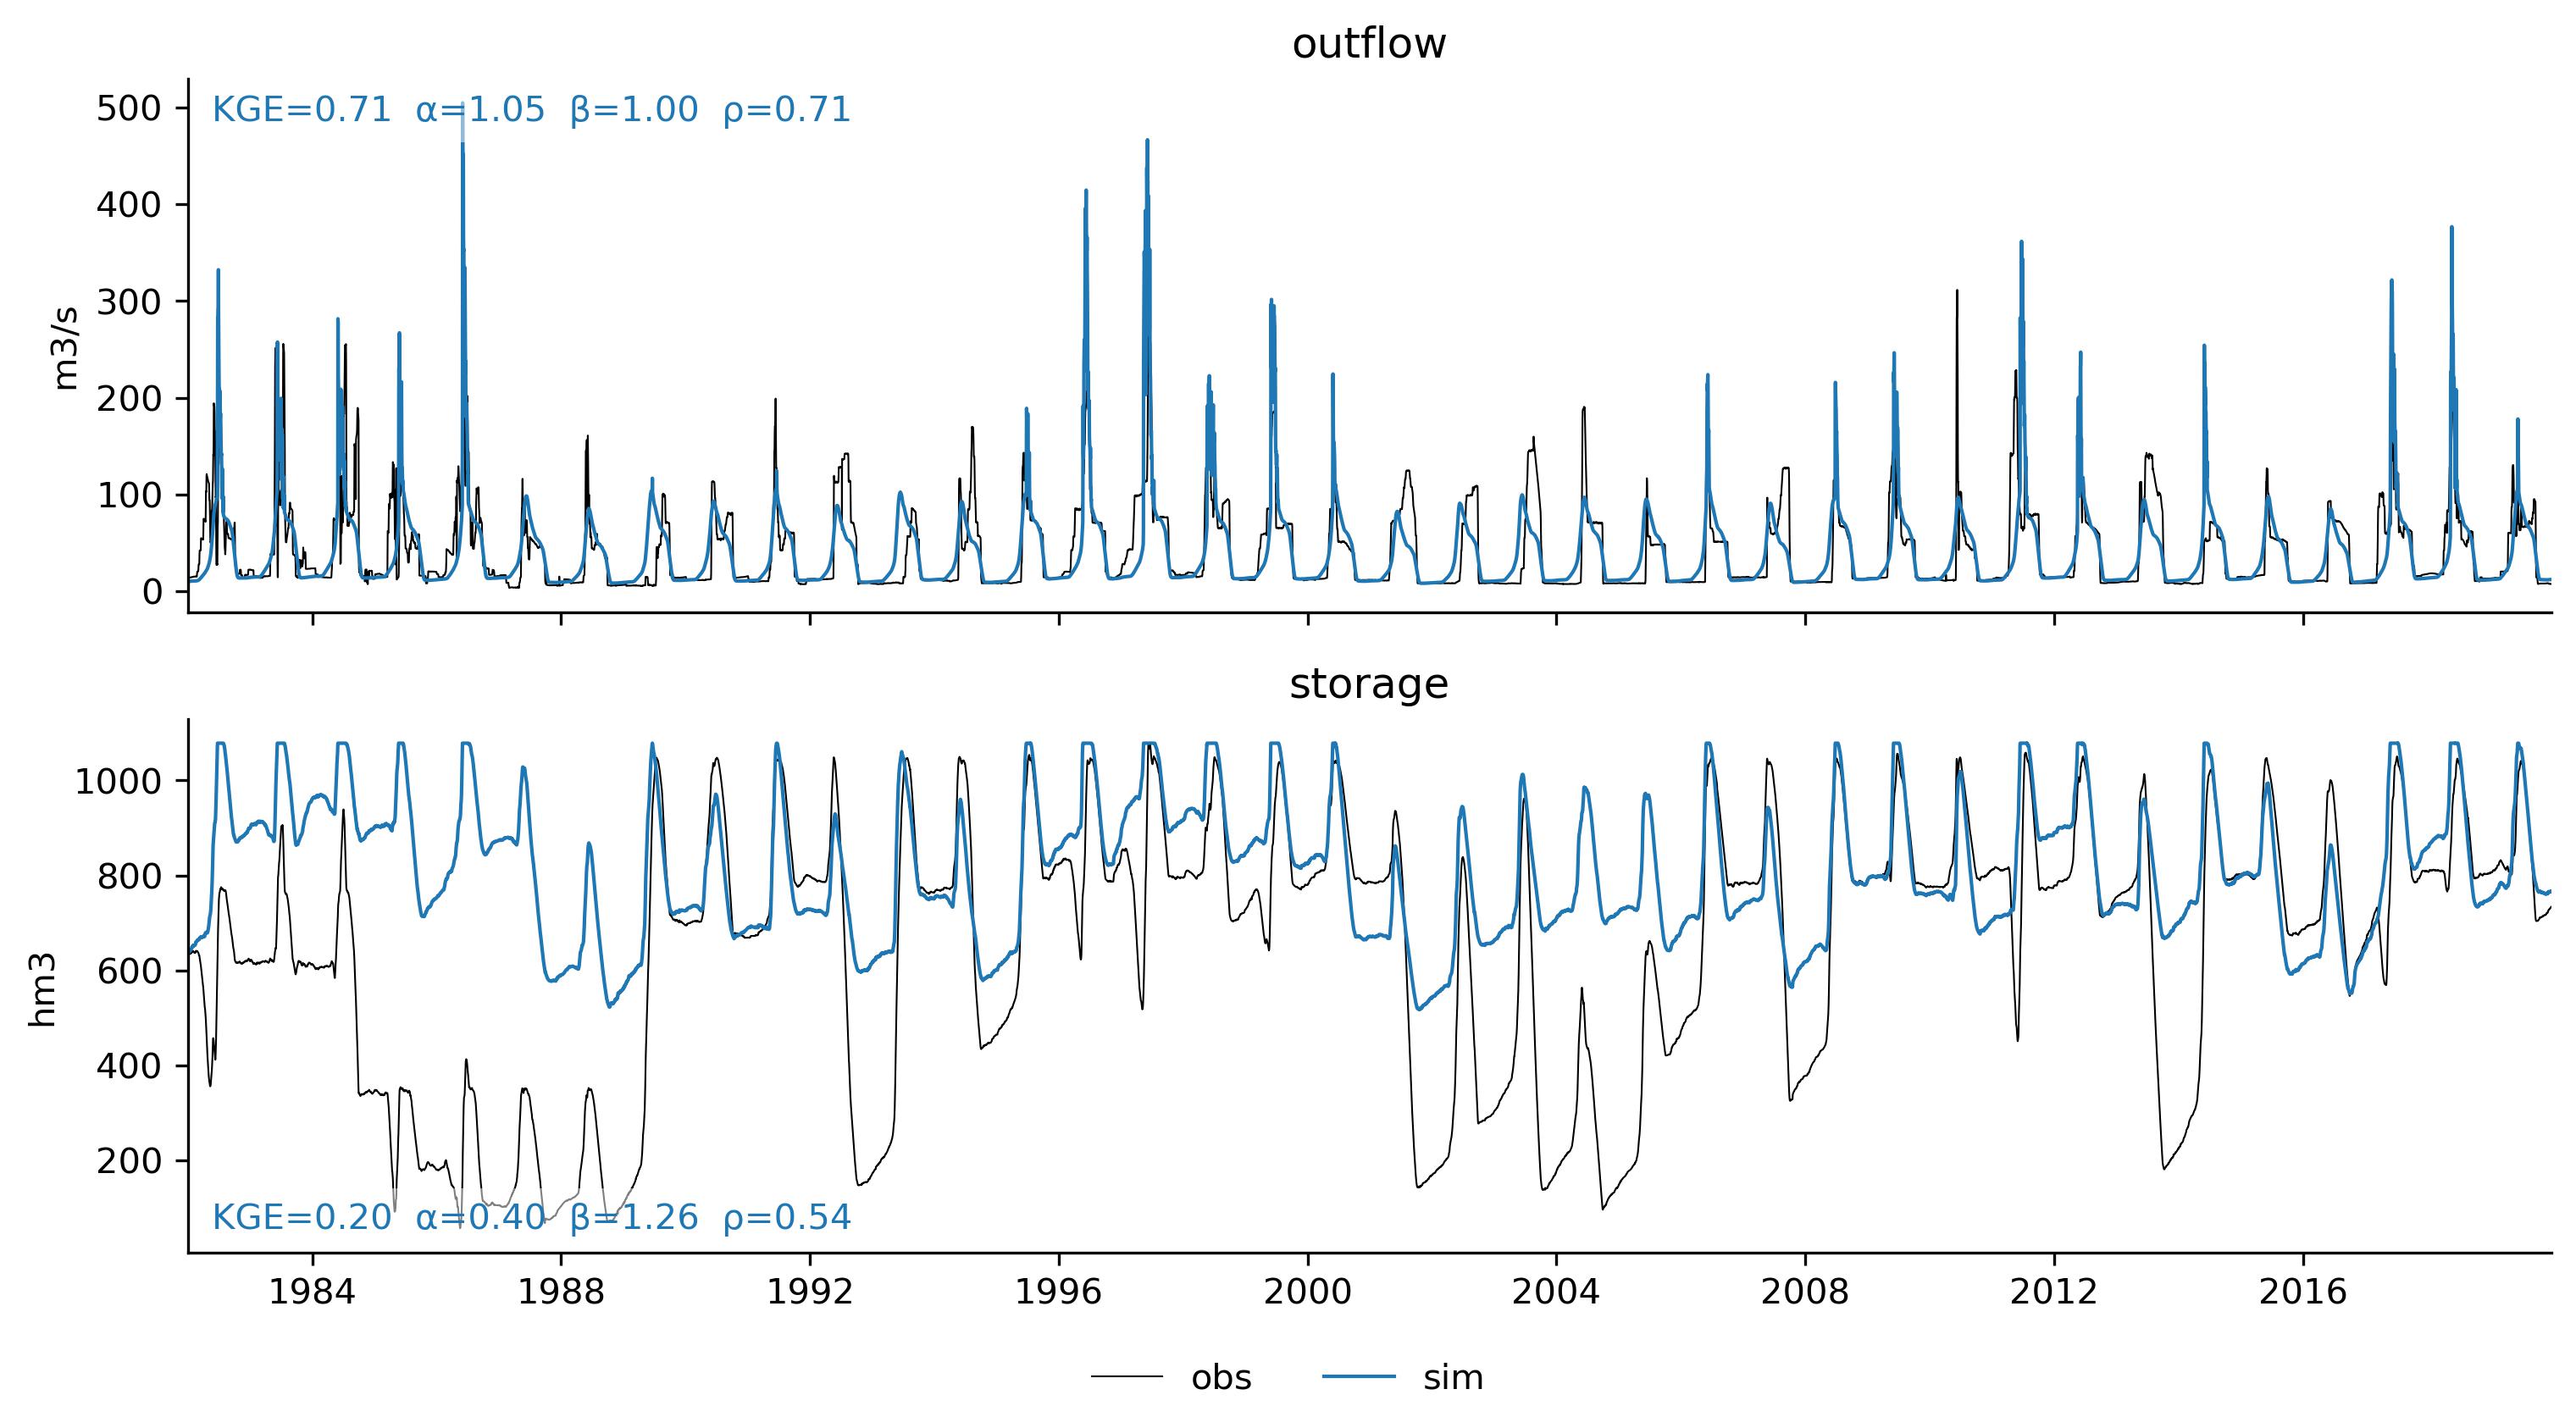 outflow
KGE=0.71 α=1.05 β=1.00 ρ=0.71
500
400
300
200
100
0
m3/s
storage
1000
800
600
400
200
hm3
KGE=0.20 α=0.40 β=1.26 ρ=0.54
1984 1988 1992 1996 2000 2004 2008 2012 2016
obs sim